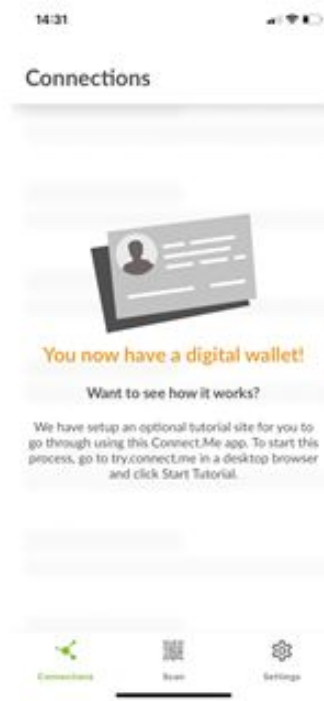 14:31
Connections
You now have a digital wallet!
Want to see how it works?
We have setup an optional tutorial site for you to
go through using this Connect.Me app. To start this
process, go to try.connect.me in a desktop browser
and click Start Tutorial.
Connections Scan Settings